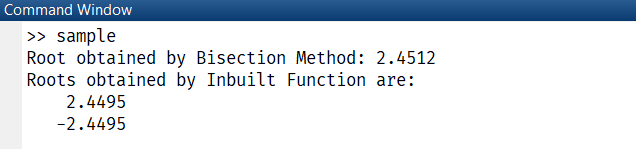 Command Window
>> sample
Root obtained by Bisection Method: 2.4512
Roots obtained by Inbuilt Function are:
2.4495
-2.4495